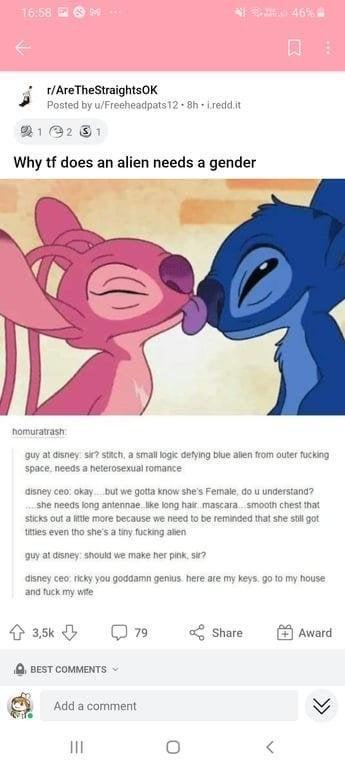 16:58
46%
r/AreTheStraightsOK
Posted by u/Freeheadpats12 • 8h • i.redd.it
1 2 1
Why tf does an alien needs a gender
homuratrash:
guy at disney: sir? stitch, a small logic defying blue alien from outer fucking
space, needs a heterosexual romance
disney ceo: okay....but we gotta know she's Female, do u understand?
....she needs long antennae..like long hair..mascara...smooth chest that
sticks out a little more because we need to be reminded that she still got
titties even tho she's a tiny fucking alien
guy at disney: should we make her pink, sir?
disney ceo: ricky you goddamn genius. here are my keys. go to my house
and fuck my wife
3,5k 79 Share Award
BEST COMMENTS
Add a comment